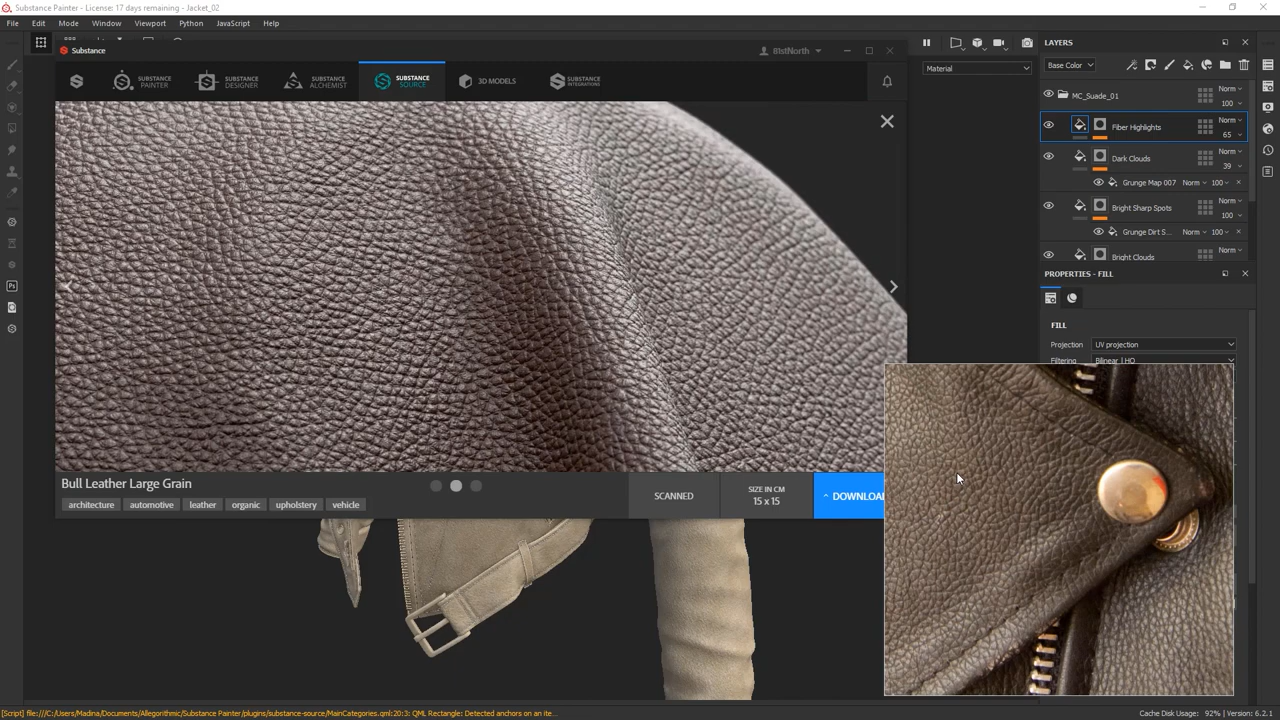 Substance Painter - License: 17 days remaining - Jacket_02
File Edit Mode Window Viewport Python JavaScript Help
Substance
81stNorth
SUBSTANCE PAINTER
SUBSTANCE DESIGNER
SUBSTANCE ALCHEMIST
SUBSTANCE SOURCE
3D MODELS
SUBSTANCE INTEGRATIONS
Material
LAYERS
Base Color
MC_Suade_01
Norm
100
Fiber Highlights
Norm
65
Dark Clouds
Norm
39
Grunge Map 007 Norm 100
Bright Sharp Spots
Norm
100
Grunge Dirt S... Norm 100
Bright Clouds
Norm
PROPERTIES - FILL
FILL
Projection UV projection
Filtering Bilinear | HQ
Bull Leather Large Grain
architecture automotive leather organic upholstery vehicle
SCANNED
SIZE IN CM
15 x 15
DOWNLOAD
Ps
[Script] file:///C:/Users/Madina/Documents/Allegorithmic/Substance Painter/plugins/substance-source/MainCategories.qml:20:3: QML Rectangle: Detected anchors on an ite...
Cache Disk Usage: 92% | Version: 6.2.1